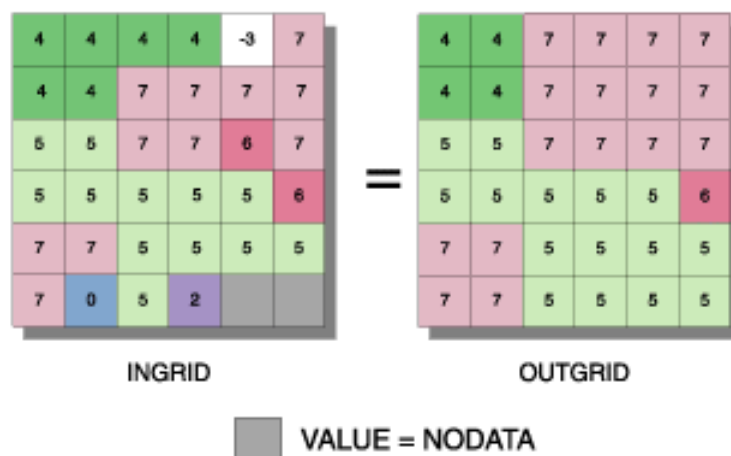 4 4 4 4 -3 7 4 4 7 7 7 7
4 4 7 7 7 7 4 4 7 7 7 7
5 5 7 7 6 7 5 5 7 7 7 7
=
5 5 5 5 5 6 5 5 5 5 5 6
7 7 5 5 5 5 7 7 5 5 5 5
7 0 5 2 7 7 5 5 5 5
INGRID OUTGRID
VALUE = NODATA